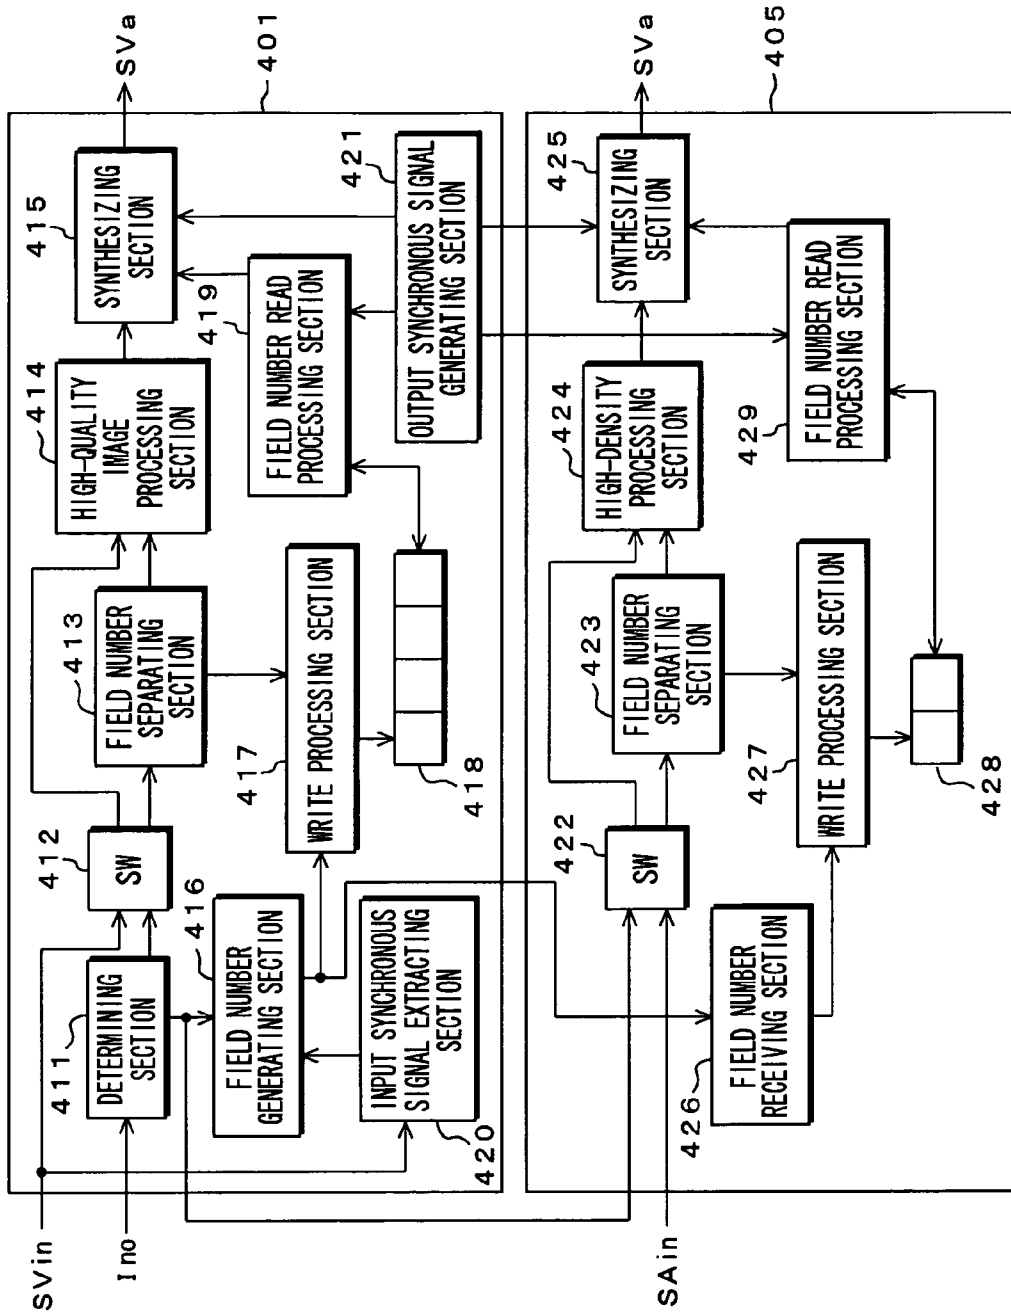 SVin
Ino
411
DETERMINING
SECTION
412
SW
413
FIELD NUMBER
SEPARATING
SECTION
414
HIGH-QUALITY
IMAGE
PROCESSING
SECTION
415
SYNTHESIZING
SECTION
SVa
401
416
FIELD NUMBER
GENERATING SECTION
417
WRITE PROCESSING SECTION
418
419
FIELD NUMBER READ
PROCESSING SECTION
420
INPUT SYNCHRONOUS
SIGNAL EXTRACTING
SECTION
421
OUTPUT SYNCHRONOUS SIGNAL
GENERATING SECTION
SAin
422
SW
423
FIELD NUMBER
SEPARATING
SECTION
424
HIGH-DENSITY
PROCESSING
SECTION
425
SYNTHESIZING
SECTION
SVa
405
426
FIELD NUMBER
RECEIVING SECTION
427
WRITE PROCESSING SECTION
428
429
FIELD NUMBER READ
PROCESSING SECTION